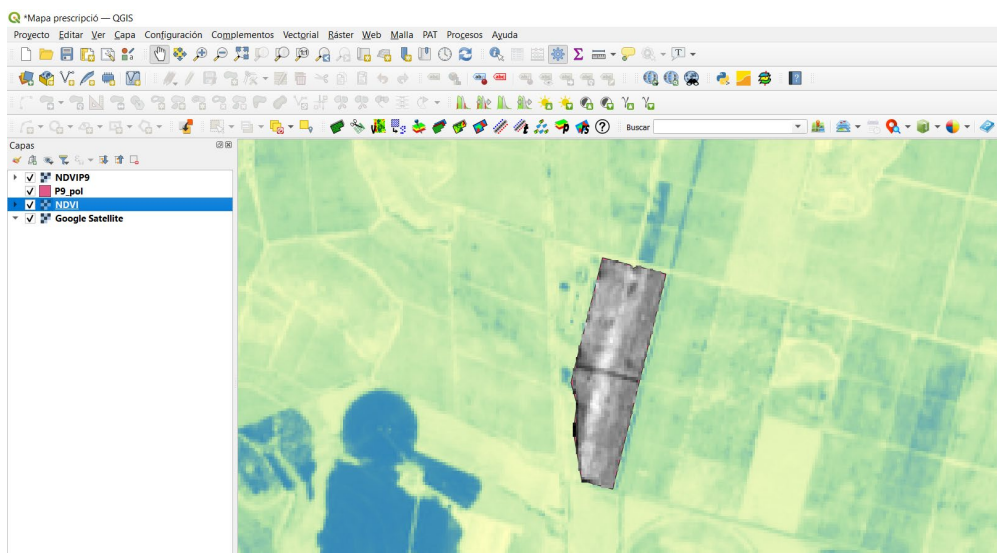 *Mapa prescripció — QGIS
Proyecto Editar Ver Capa Configuración Complementos Vectorial Ráster Web Malla PAT Procesos Ayuda
Buscar
Capas
NDVIP9
P9_pol
NDVI
Google Satellite